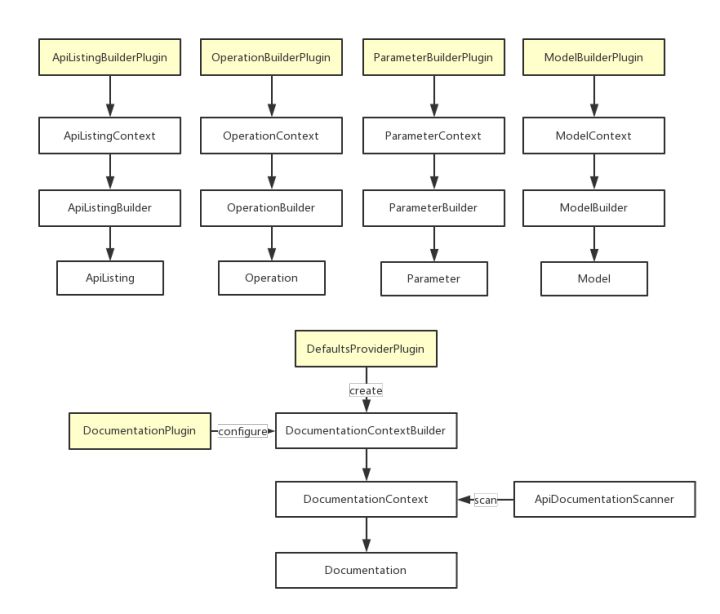 ApiListingBuilderPlugin
OperationBuilderPlugin
ParameterBuilderPlugin
ModelBuilderPlugin
ApiListingContext
OperationContext
ParameterContext
ModelContext
ApiListingBuilder
OperationBuilder
ParameterBuilder
ModelBuilder
ApiListing
Operation
Parameter
Model
DefaultsProviderPlugin
create
DocumentationPlugin
configure
DocumentationContextBuilder
DocumentationContext
scan
ApiDocumentationScanner
Documentation